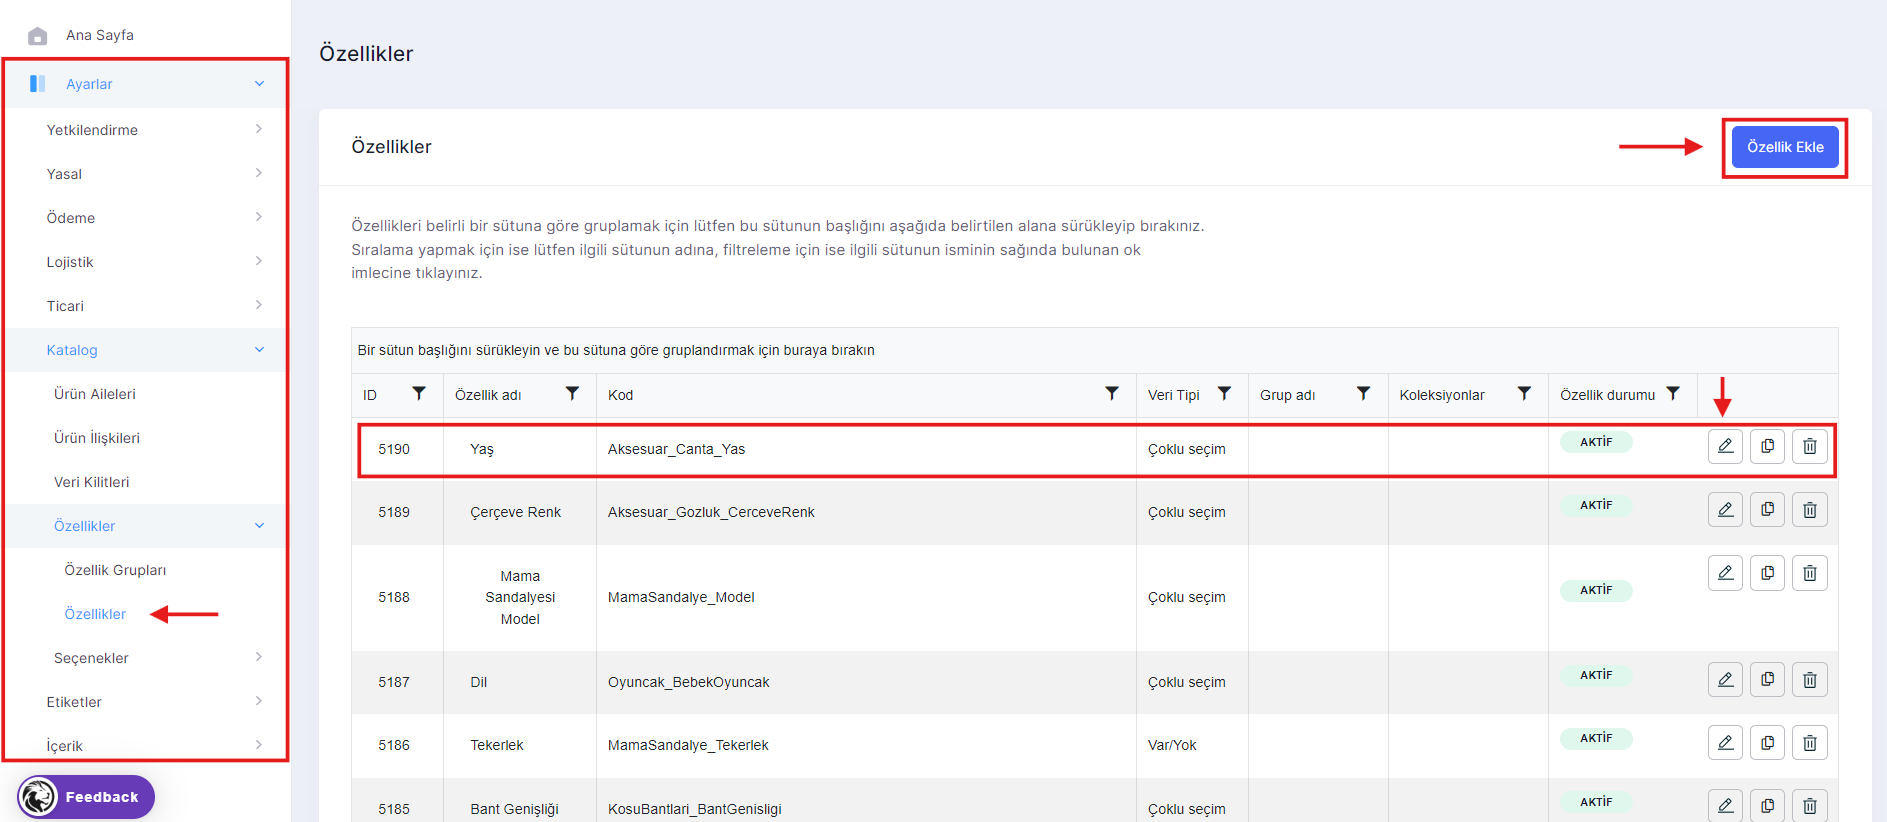 Ana Sayfa
Ayarlar
Yetkilendirme
Yasal
Ödeme
Lojistik
Ticari
Katalog
Ürün Aileleri
Ürün İlişkileri
Veri Kilitleri
Özellikler
Özellik Grupları
Özellikler
Seçenekler
Etiketler
İçerik
Feedback
Özellikler
Özellikler
Özellik Ekle
Özellikleri belirli bir sütuna göre gruplamak için lütfen bu sütunun başlığını aşağıda belirtilen alana sürükleyip bırakınız.
Sıralama yapmak için ise lütfen ilgili sütunun adına, filtreleme için ise ilgili sütunun isminin sağında bulunan ok
imlecine tıklayınız.
Bir sütun başlığını sürükleyin ve bu sütuna göre gruplandırmak için buraya bırakın
ID Özellik adı Kod Veri Tipi Grup adı Koleksiyonlar Özellik durumu
5190 Yaş Aksesuar_Canta_Yas Çoklu seçim AKTİF
5189 Çerçeve Renk Aksesuar_Gozluk_CerceveRenk Çoklu seçim AKTİF
5188 Mama Sandalyesi Model MamaSandalye_Model Çoklu seçim AKTİF
5187 Dil Oyuncak_BebekOyuncak Çoklu seçim AKTİF
5186 Tekerlek MamaSandalye_Tekerlek Var/Yok AKTİF
5185 Bant Genişliği KosuBantlari_BantGenisligi Çoklu seçim AKTİF